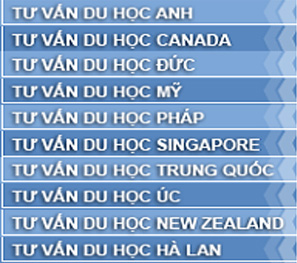 TƯ VẤN DU HỌC ANH
TƯ VẤN DU HỌC CANADA
TƯ VẤN DU HỌC ĐỨC
TƯ VẤN DU HỌC MỸ
TƯ VẤN DU HỌC PHÁP
TƯ VẤN DU HỌC SINGAPORE
TƯ VẤN DU HỌC TRUNG QUỐC
TƯ VẤN DU HỌC ÚC
TƯ VẤN DU HỌC NEW ZEALAND
TƯ VẤN DU HỌC HÀ LAN